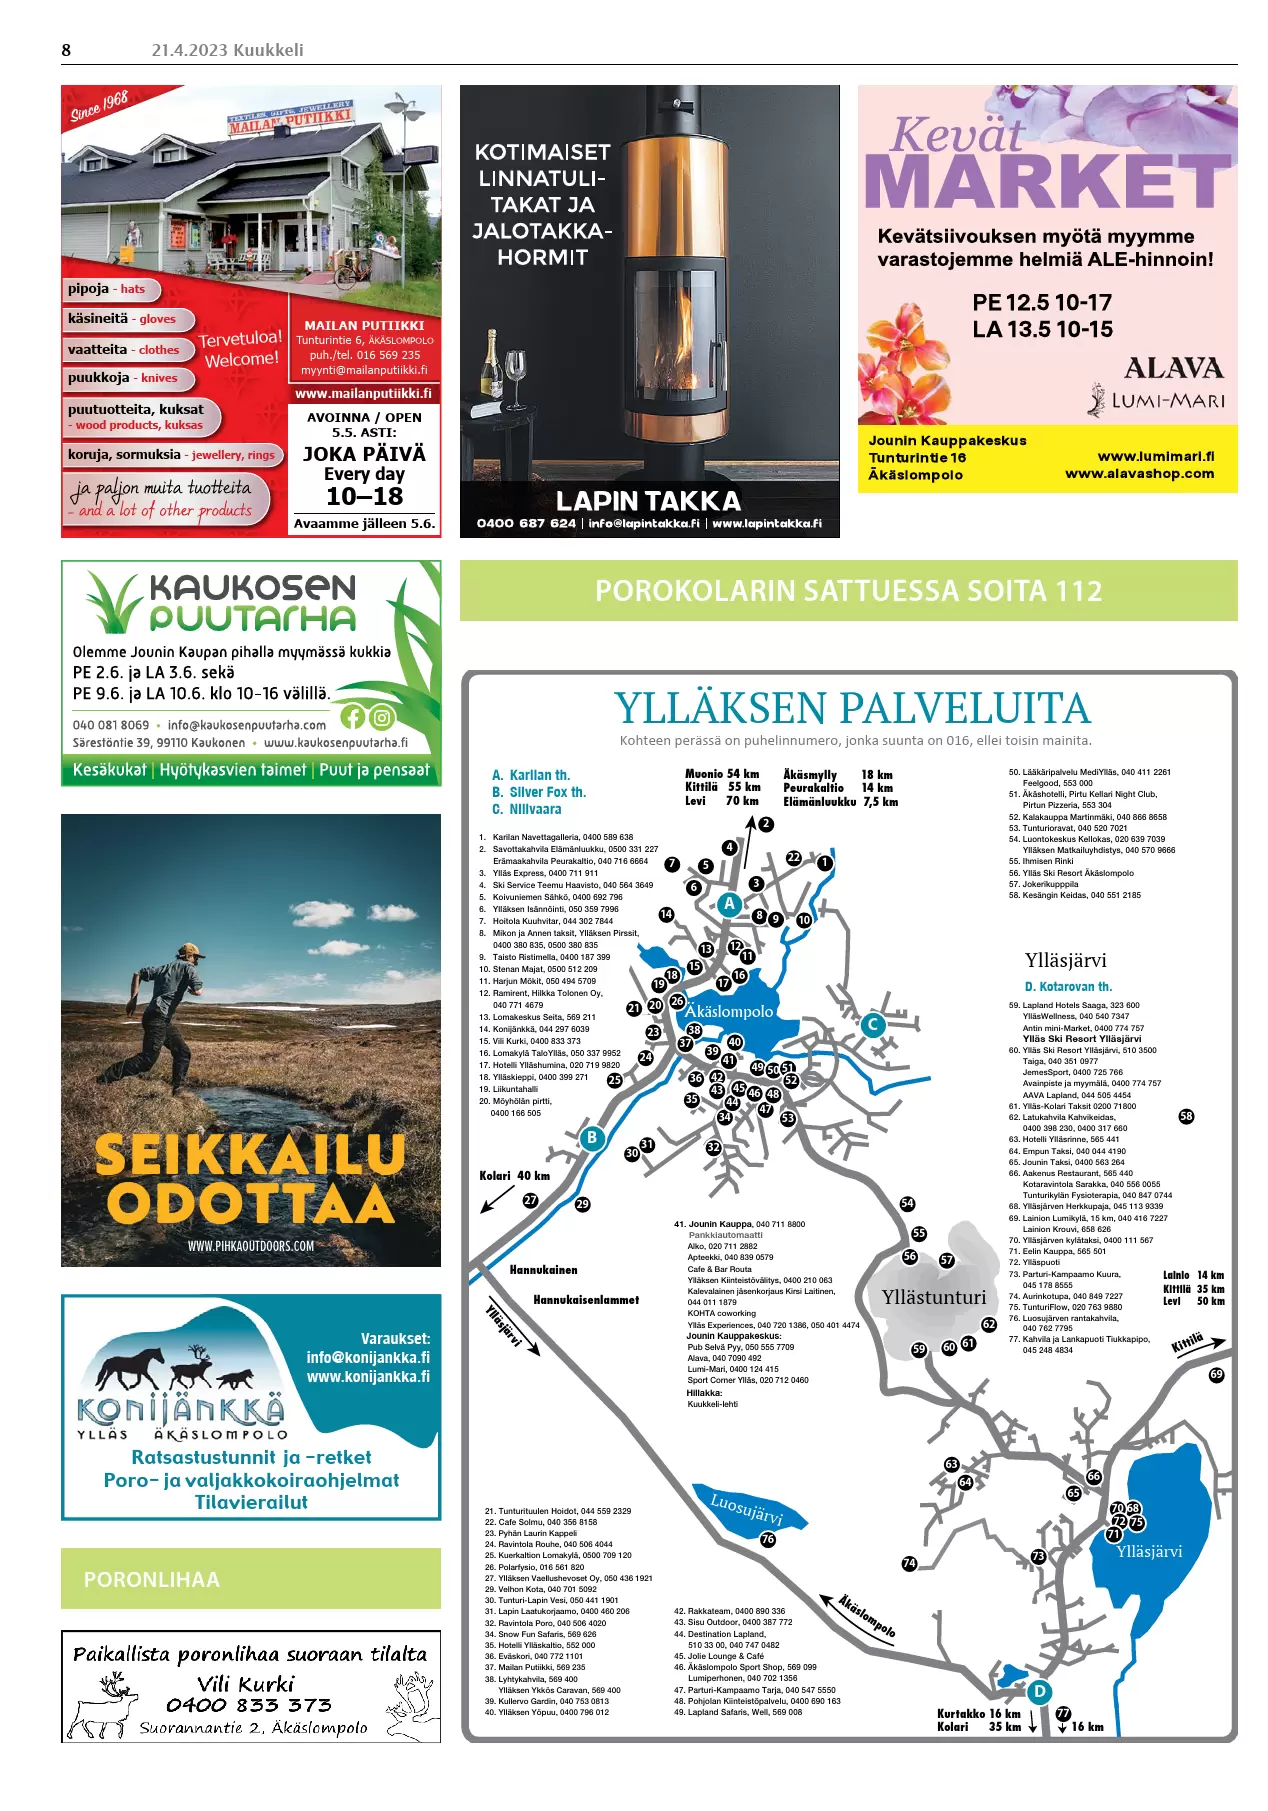 8
21.4.2023 Kuukkeli
Since 1968
TEXTILES, GIFTS, JEWELLERY
MAILAN PUTIIKKI
pipoja - hats
käsineitä - gloves
vaatteita - clothes
puukkoja - knives
puutuotteita, kuksat
- wood products, kuksas
koruja, sormuksia - jewellery, rings
ja paljon muita tuotteita
- and a lot of other products
Tervetuloa!
Welcome!
MAILAN PUTIIKKI
Tunturintie 6, ÄKÄSLOMPOLO
puh./tel. 016 569 235
myynti@mailanputiikki.fi
www.mailanputiikki.fi
AVOINNA / OPEN
5.5. ASTI:
JOKA PÄIVÄ
Every day
10–18
Avaamme jälleen 5.6.
KOTIMAISET
LINNATULI-
TAKAT JA
JALOTAKKA-
HORMIT
LAPIN TAKKA
0400 687 624 | info@lapintakka.fi | www.lapintakka.fi
Kevät
MARKET
Kevätsiivouksen myötä myymme
varastojemme helmiä ALE-hinnoin!
PE 12.5 10-17
LA 13.5 10-15
ALAVA
LUMI-MARI
Jounin Kauppakeskus
Tunturintie 16
Äkäslompolo
www.lumimari.fi
www.alavashop.com
KAUKOSEN
PUUTARHA
Olemme Jounin Kaupan pihalla myymässä kukkia
PE 2.6. ja LA 3.6. sekä
PE 9.6. ja LA 10.6. klo 10-16 välillä.
040 081 8069 • info@kaukosenpuutarha.com
Särestöntie 39, 99110 Kaukonen • www.kaukosenpuutarha.fi
Kesäkukat | Hyötykasvien taimet | Puut ja pensaat
POROKOLARIN SATTUESSA SOITA 112
SEIKKAILU
ODOTTAA
WWW.PIHKAOUTDOORS.COM
Varaukset:
info@konijankka.fi
www.konijankka.fi
KONIJÄNKKÄ
YLLÄS ÄKÄSLOMPOLO
Ratsastustunnit ja -retket
Poro- ja valjakkokoiraohjelmat
Tilavierailut
PORONLIHAA
Paikallista poronlihaa suoraan tilalta
Vili Kurki
0400 833 373
Suorannantie 2, Äkäslompolo
YLLÄKSEN PALVELUITA
Kohteen perässä on puhelinnumero, jonka suunta on 016, ellei toisin mainita.
A. Karilan th.
B. Silver Fox th.
C. Niilivaara
Muonio 54 km
Kittilä 55 km
Levi 70 km
Äkäsmylly 18 km
Peurakaltio 14 km
Elämänluukku 7,5 km
1. Karilan Navettagalleria, 0400 589 638
2. Savottakahvila Elämänluukku, 0500 331 227
Erämaakahvila Peurakaltio, 040 716 6664
3. Ylläs Express, 0400 711 911
4. Ski Service Teemu Haavisto, 040 564 3649
5. Koivuniemen Sähkö, 0400 692 796
6. Ylläksen Isännöinti, 050 359 7996
7. Hoitola Kuuhvitar, 044 302 7844
8. Mikon ja Annen taksit, Ylläksen Pirssit,
0400 380 835, 0500 380 835
9. Taisto Ristimella, 0400 187 399
10. Stenan Majat, 0500 512 209
11. Harjun Mökit, 050 494 5709
12. Ramirent, Hilkka Tolonen Oy,
040 771 4679
13. Lomakeskus Seita, 569 211
14. Konijänkkä, 044 297 6039
15. Vili Kurki, 0400 833 373
16. Lomakylä TaloYlläs, 050 337 9952
17. Hotelli Ylläshumina, 020 719 9820
18. Ylläskieppi, 0400 399 271
19. Liikuntahalli
20. Möyhölän pirtti,
0400 166 505
50. Lääkäripalvelu MediYlläs, 040 411 2261
Feelgood, 553 000
51. Äkäshotelli, Pirtu Kellari Night Club,
Pirtun Pizzeria, 553 304
52. Kalakauppa Martinmäki, 040 866 8658
53. Tunturioravat, 040 520 7021
54. Luontokeskus Kellokas, 020 639 7039
Ylläksen Matkailuyhdistys, 040 570 9666
55. Ihmisen Rinki
56. Ylläs Ski Resort Äkäslompolo
57. Jokerikupppila
58. Kesängin Keidas, 040 551 2185
Ylläsjärvi
D. Kotarovan th.
59. Lapland Hotels Saaga, 323 600
YlläsWellness, 040 540 7347
Antin mini-Market, 0400 774 757
Ylläs Ski Resort Ylläsjärvi
60. Ylläs Ski Resort Ylläsjärvi, 510 3500
Taiga, 040 351 0977
JemesSport, 0400 725 766
Avainpiste ja myymälä, 0400 774 757
AAVA Lapland, 044 505 4454
61. Ylläs-Kolari Taksit 0200 71800
62. Latukahvila Kahvikeidas,
0400 398 230, 0400 317 660
63. Hotelli Ylläsrinne, 565 441
64. Empun Taksi, 040 044 4190
65. Jounin Taksi, 0400 563 264
66. Aakenus Restaurant, 565 440
Kotaravintola Sarakka, 040 556 0055
Tunturikylän Fysioterapia, 040 847 0744
68. Ylläsjärven Herkkupaja, 045 113 9339
69. Lainion Lumikylä, 15 km, 040 416 7227
Lainion Krouvi, 658 626
70. Ylläsjärven kylätaksi, 0400 111 567
71. Eelin Kauppa, 565 501
72. Ylläspuoti
73. Parturi-Kampaamo Kuura,
045 178 8555
74. Aurinkotupa, 040 849 7227
75. TunturiFlow, 020 763 9880
76. Luosujärven rantakahvila,
040 762 7795
77. Kahvila ja Lankapuoti Tiukkapipo,
045 248 4834
Lainio 14 km
Kittilä 35 km
Levi 50 km
Kittilä
Äkäslompolo
Kolari 40 km
Hannukainen
Hannukaisenlammet
Ylläsjärvi
Yllästunturi
41. Jounin Kauppa, 040 711 8800
Pankkiautomaatti
Alko, 020 711 2882
Apteekki, 040 839 0579
Cafe & Bar Routa
Ylläksen Kiinteistövälitys, 0400 210 063
Kalevalainen jäsenkorjaus Kirsi Laitinen,
044 011 1879
KOHTA coworking
Ylläs Experiences, 040 720 1386, 050 401 4474
Jounin Kauppakeskus:
Pub Selvä Pyy, 050 555 7709
Alava, 040 7090 492
Lumi-Mari, 0400 124 415
Sport Corner Ylläs, 020 712 0460
Hillakka:
Kuukkeli-lehti
Luosujärvi
Ylläsjärvi
Äkäslompolo
21. Tunturituulen Hoidot, 044 559 2329
22. Cafe Solmu, 040 356 8158
23. Pyhän Laurin Kappeli
24. Ravintola Rouhe, 040 506 4044
25. Kuerkaltion Lomakylä, 0500 709 120
26. Polarfysio, 016 561 820
27. Ylläksen Vaellushevoset Oy, 050 436 1921
29. Velhon Kota, 040 701 5092
30. Tunturi-Lapin Vesi, 050 441 1901
31. Lapin Laatukorjaamo, 0400 460 206
32. Ravintola Poro, 040 506 4020
34. Snow Fun Safaris, 569 626
35. Hotelli Ylläskaltio, 552 000
36. Eväskori, 040 772 1101
37. Mailan Putiikki, 569 235
38. Lyhtykahvila, 569 400
Ylläksen Ykkös Caravan, 569 400
39. Kullervo Gardin, 040 753 0813
40. Ylläksen Yöpuu, 0400 796 012
42. Rakkateam, 0400 890 336
43. Sisu Outdoor, 0400 387 772
44. Destination Lapland,
510 33 00, 040 747 0482
45. Jolie Lounge & Café
46. Äkäslompolo Sport Shop, 569 099
Lumiperhonen, 040 702 1356
47. Parturi-Kampaamo Tarja, 040 547 5550
48. Pohjolan Kiinteistöpalvelu, 0400 690 163
49. Lapland Safaris, Well, 569 008
Kurtakko 16 km
Kolari 35 km
16 km